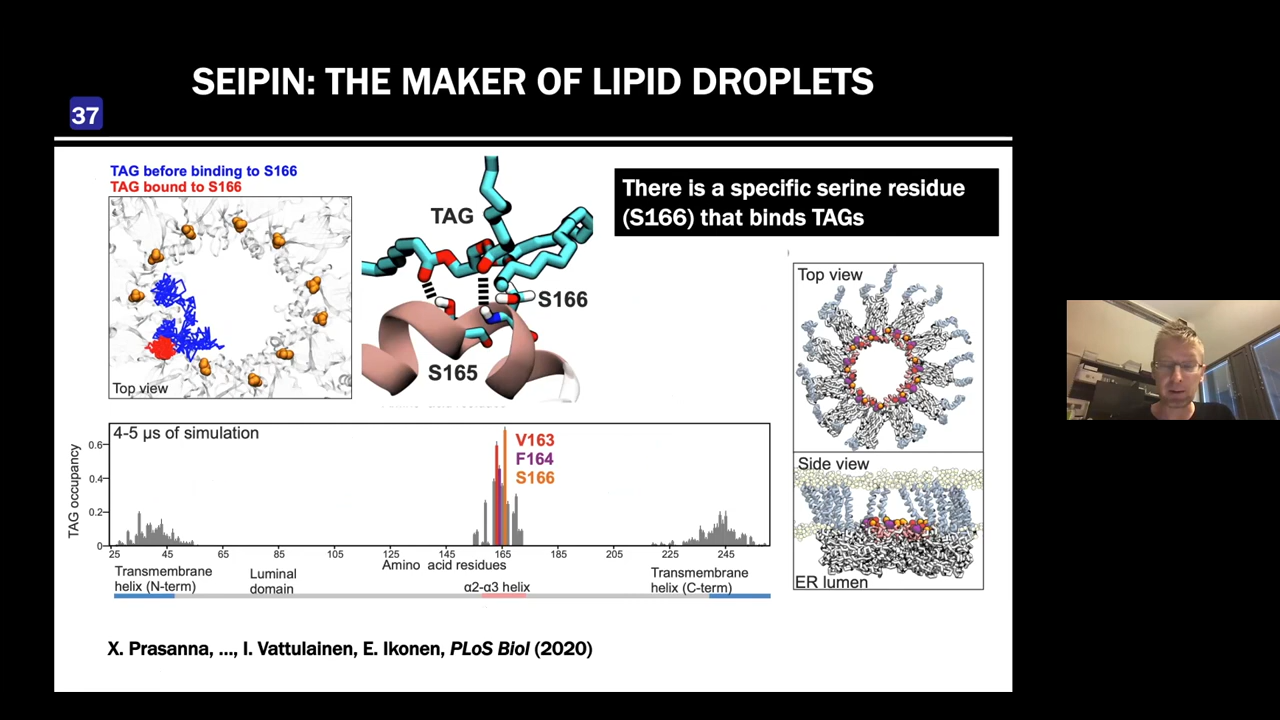 SEIPIN: THE MAKER OF LIPID DROPLETS
37
TAG before binding to S166
TAG bound to S166
Top view
TAG
S166
S165
There is a specific serine residue
(S166) that binds TAGs
Top view
Side view
ER lumen
4-5 µs of simulation
V163
F164
S166
TAG occupancy
0.6
0.4
0.2
0
25 45 65 85 105 125 145 165 185 205 225 245
Amino acid residues
Transmembrane
helix (N-term)
Luminal
domain
α2-α3 helix
Transmembrane
helix (C-term)
X. Prasanna, ..., I. Vattulainen, E. Ikonen, PLoS Biol (2020)